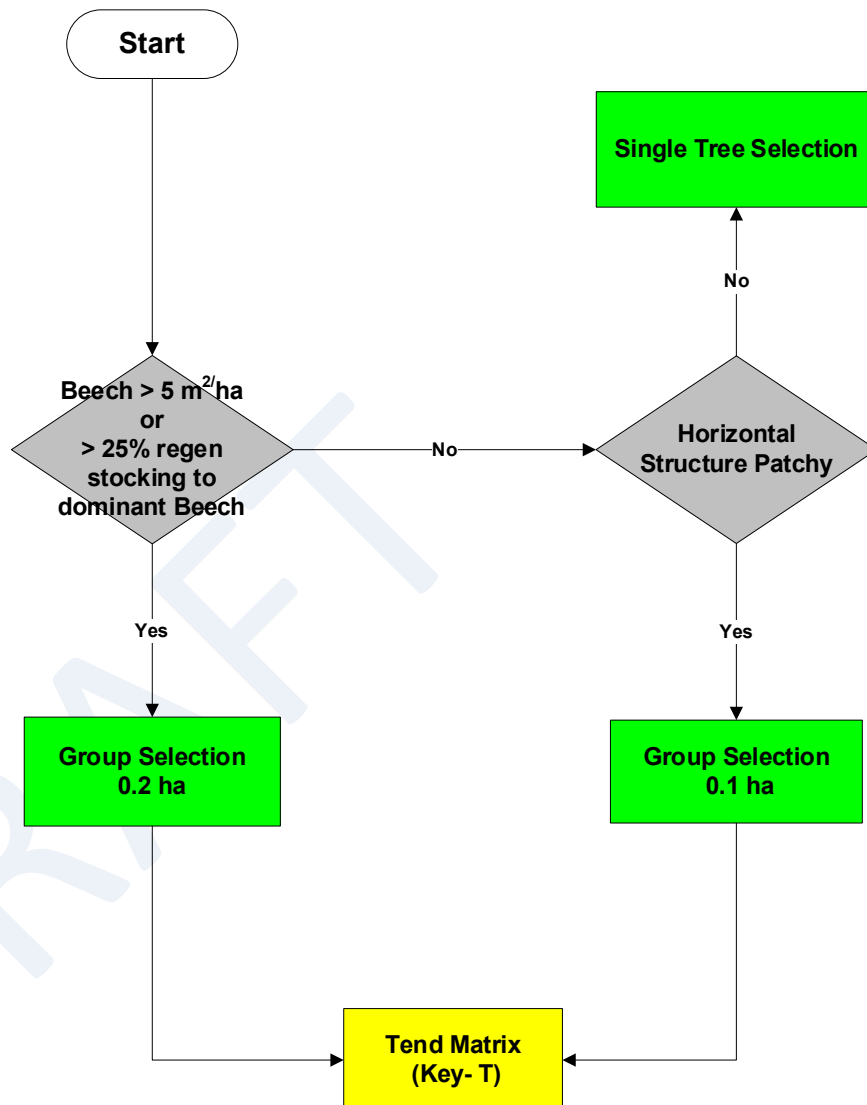 Start
Single Tree Selection
No
Beech > 5 m²/ha
or
> 25% regen
stocking to
dominant Beech
No
Horizontal
Structure Patchy
Yes
Yes
Group Selection
0.2 ha
Group Selection
0.1 ha
Tend Matrix
(Key- T)
RAFT